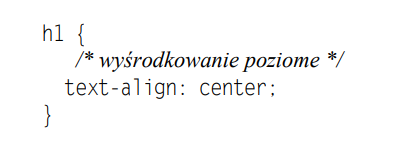 h1 {
/* wyśrodkowanie poziome */
text-align: center;
}